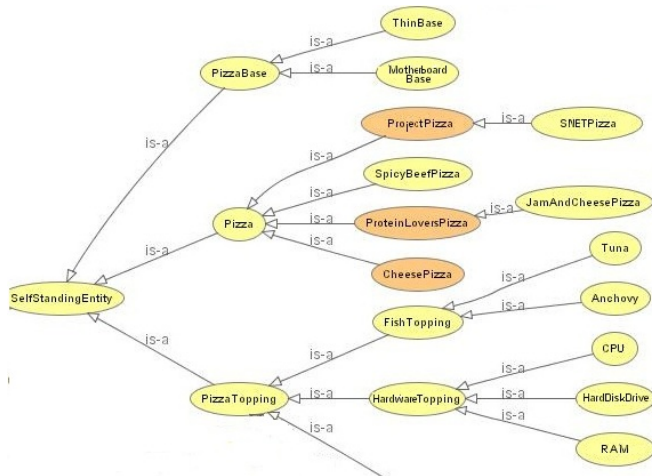 ThinBase
is-a
PizzaBase
is-a
Motherboard
Base
is-a
ProjectPizza
is-a
SNETPizza
is-a
SpicyBeefPizza
is-a
JamAndCheesePizza
is-a
Pizza
is-a
ProteinLoversPizza
is-a
is-a
is-a
CheesePizza
Tuna
is-a
SelfStandingEntity
FishTopping
is-a
Anchovy
is-a
is-a
CPU
is-a
PizzaTopping
is-a
HardwareTopping
is-a
HardDiskDrive
is-a
is-a
RAM